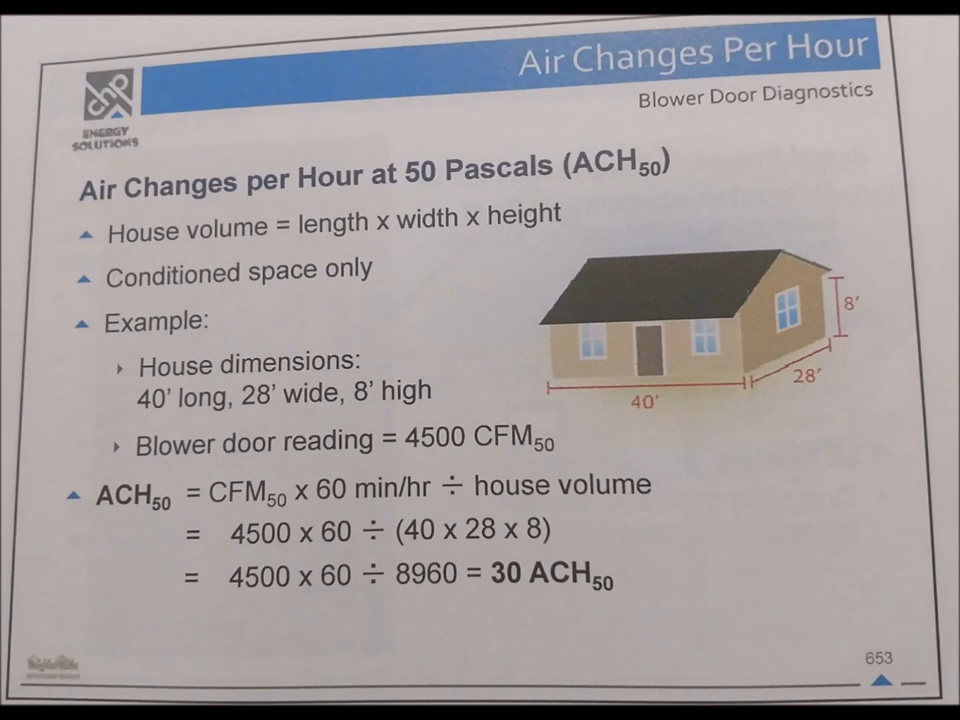 Air Changes Per Hour
Blower Door Diagnostics
chp
ENERGY
SOLUTIONS
Air Changes per Hour at 50 Pascals (ACH₅₀)
House volume = length x width x height
Conditioned space only
Example:
House dimensions:
40' long, 28' wide, 8' high
8'
28'
40'
Blower door reading = 4500 CFM₅₀
ACH₅₀ = CFM₅₀ x 60 min/hr ÷ house volume
= 4500 x 60 ÷ (40 x 28 x 8)
= 4500 x 60 ÷ 8960 = 30 ACH₅₀
653